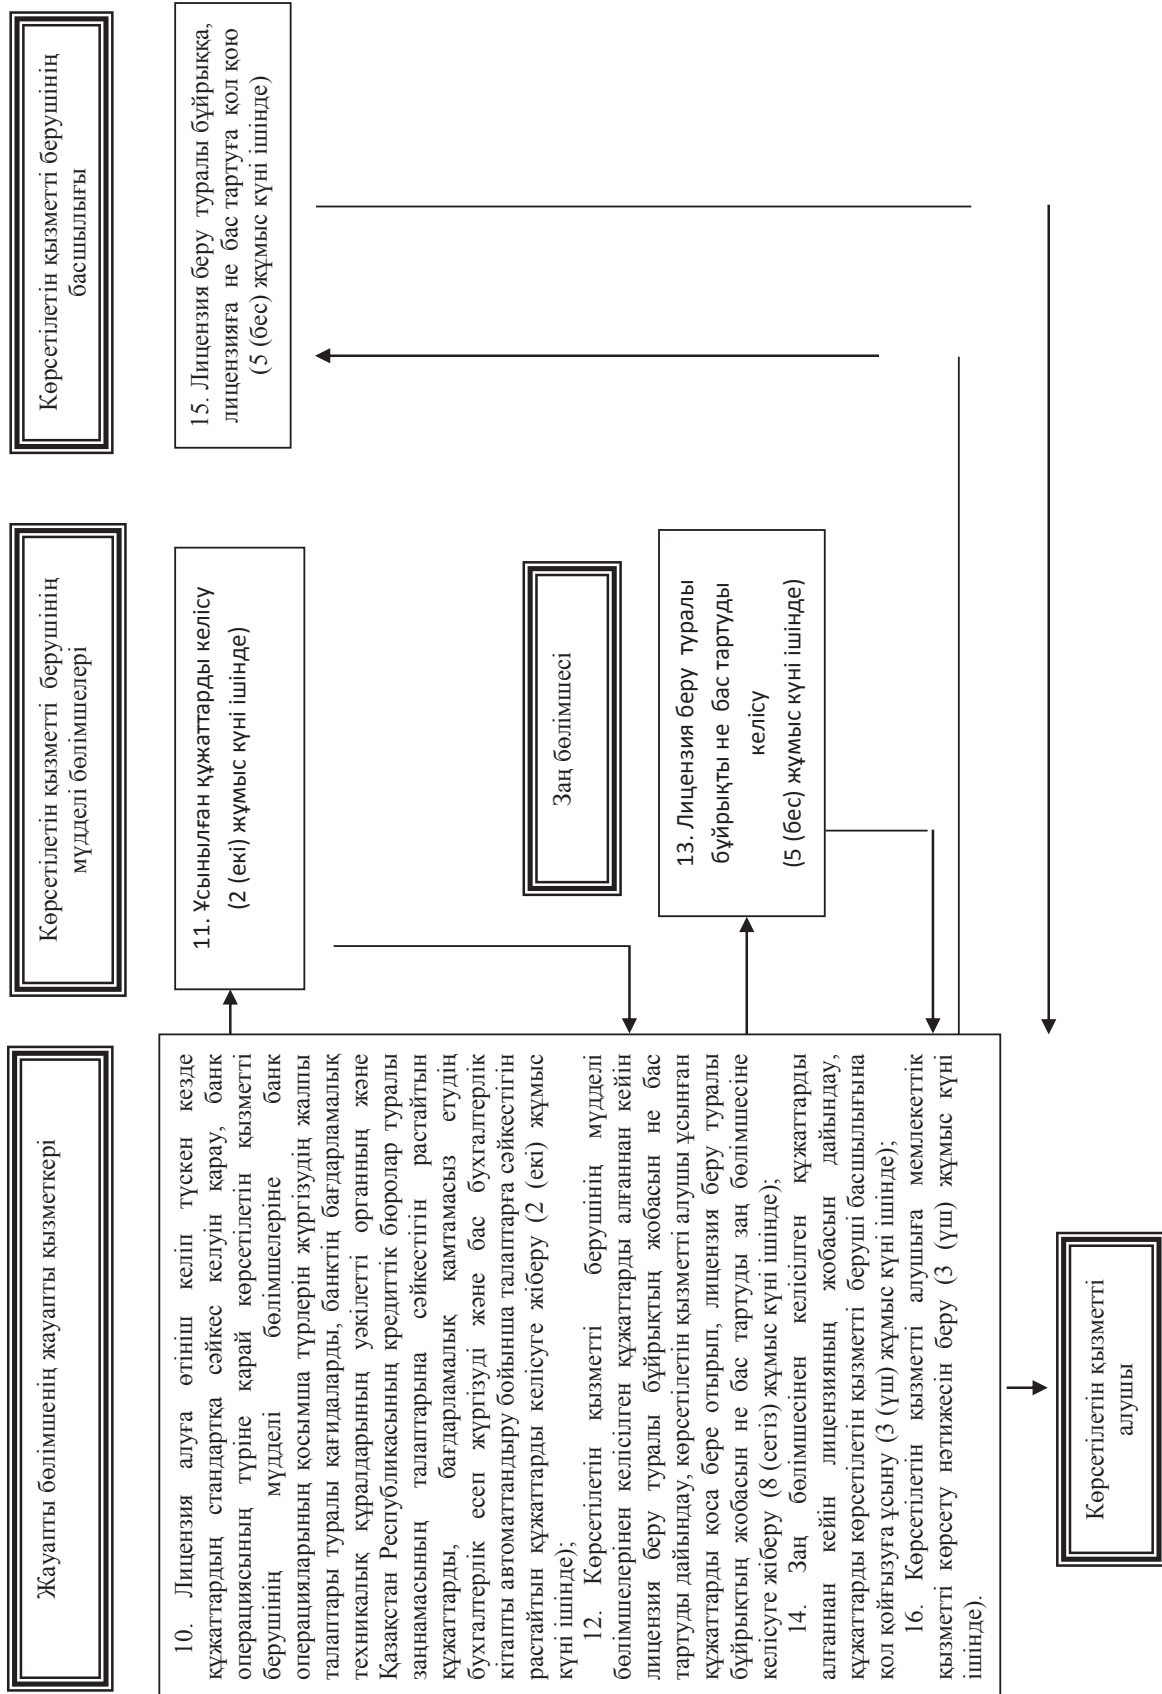 Жауапты бөлімшенің жауапты қызметкері
Көрсетілетін қызметті берушінің
мүдделі бөлімшелері
Көрсетілетін қызметті берушінің
басшылығы
10. Лицензия алуға өтініш келіп түскен кезде
құжаттардың стандартқа сәйкес келуін қарау, банк
операциясының түріне қарай көрсетілетін қызметті
берушінің мүдделі бөлімшелеріне банк
операцияларының қосымша түрлерін жүргізудің жалпы
талаптары туралы қағидаларды, банктің бағдарламалық
техникалық құралдарының уәкілетті органның және
Қазақстан Республикасының кредиттік бюролар туралы
заңнамасының талаптарына сәйкестігін растайтын
құжаттарды, бағдарламалық қамтамасыз етудің
бухгалтерлік есеп жүргізуді және бас бухгалтерлік
кітапты автоматтандыру бойынша талаптарға сәйкестігін
растайтын құжаттарды келісуге жіберу (2 (екі) жұмыс
күні ішінде);
12. Көрсетілетін қызметті берушінің мүдделі
бөлімшелерінен келісілген құжаттарды алғаннан кейін
лицензия беру туралы бұйрықтың жобасын не бас
тартуды дайындау, көрсетілетін қызметті алушы ұсынған
құжаттарды қоса бере отырып, лицензия беру туралы
бұйрықтың жобасын не бас тартуды заң бөлімшесіне
келісуге жіберу (8 (сегіз) жұмыс күні ішінде);
14. Заң бөлімшесінен келісілген құжаттарды
алғаннан кейін лицензияның жобасын дайындау,
құжаттарды көрсетілетін қызметті беруші басшылығына
қол қойғызуға ұсыну (3 (үш) жұмыс күні ішінде);
16. Көрсетілетін қызметті алушыға мемлекеттік
қызметті көрсету нәтижесін беру (3 (үш) жұмыс күні
ішінде).
11. Ұсынылған құжаттарды келісу
(2 (екі) жұмыс күні ішінде)
Заң бөлімшесі
13. Лицензия беру туралы
бұйрықты не бас тартуды
келісу
(5 (бес) жұмыс күні ішінде)
15. Лицензия беру туралы бұйрыққа,
лицензияға не бас тартуға қол қою
(5 (бес) жұмыс күні ішінде)
Көрсетілетін қызметті
алушы